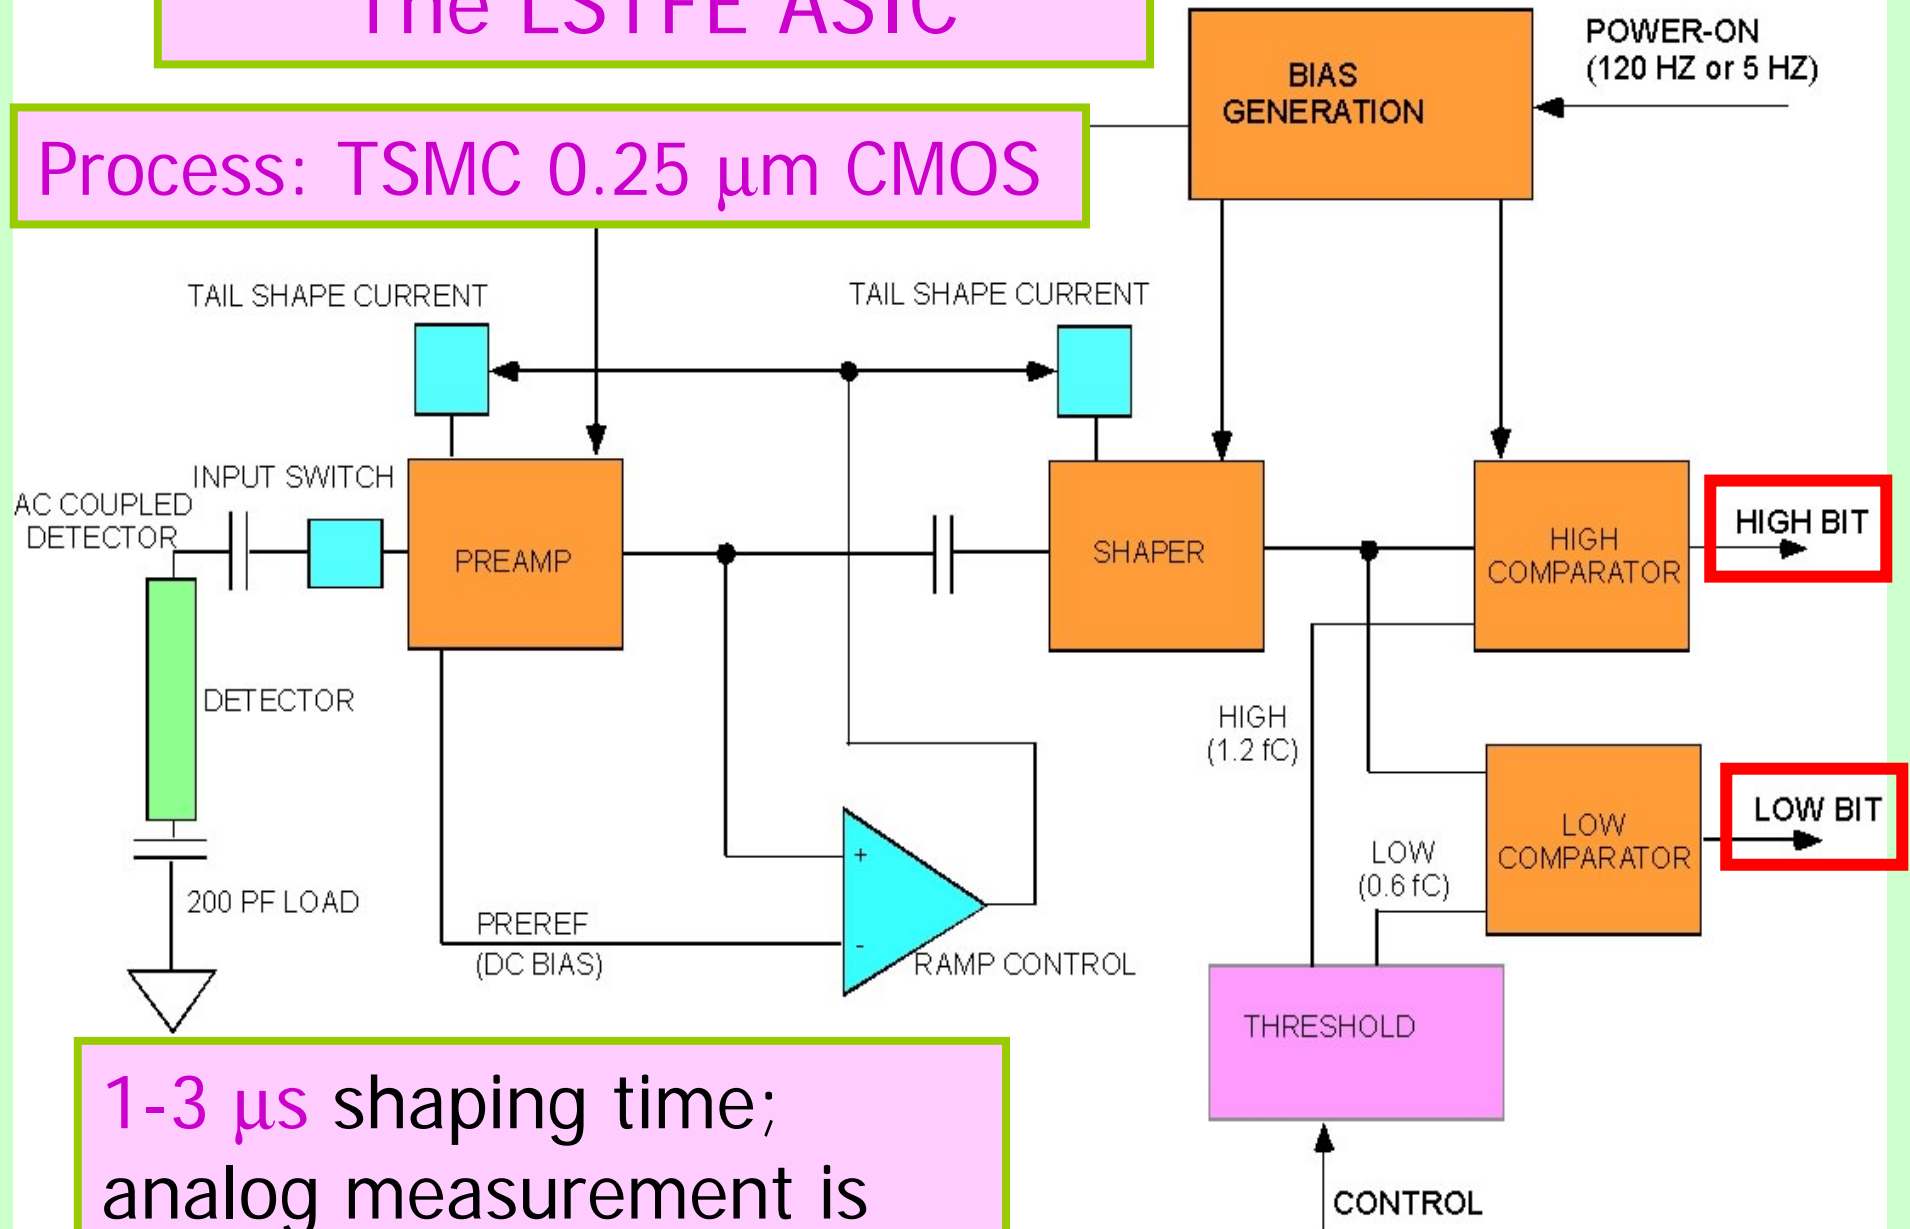 The LSTFE ASIC
POWER-ON
(120 HZ or 5 HZ)
BIAS
GENERATION
Process: TSMC 0.25 μm CMOS
TAIL SHAPE CURRENT
TAIL SHAPE CURRENT
INPUT SWITCH
AC COUPLED
DETECTOR
PREAMP
SHAPER
HIGH
COMPARATOR
HIGH BIT
DETECTOR
HIGH
(1.2 fC)
LOW BIT
LOW
COMPARATOR
LOW
(0.6 fC)
+
200 PF LOAD
PREREF
(DC BIAS)
-
RAMP CONTROL
THRESHOLD
1-3 μs shaping time;
analog measurement is
CONTROL